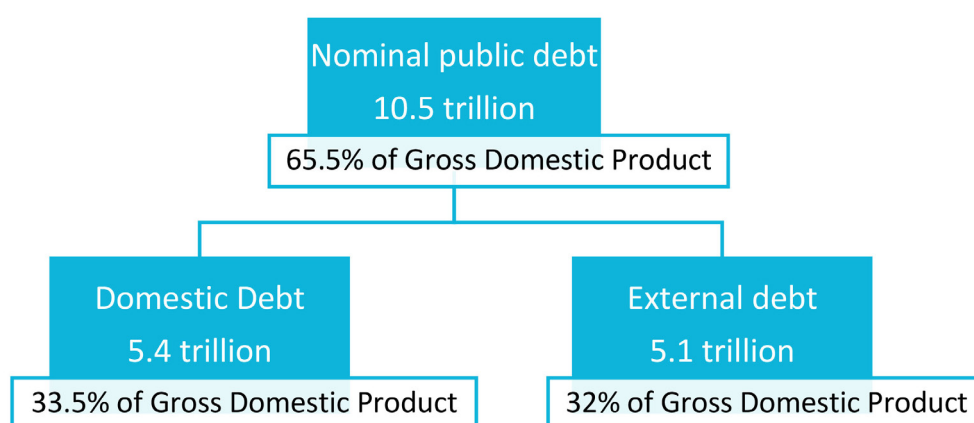 Nominal public debt
10.5 trillion
65.5% of Gross Domestic Product
Domestic Debt
5.4 trillion
33.5% of Gross Domestic Product
External debt
5.1 trillion
32% of Gross Domestic Product